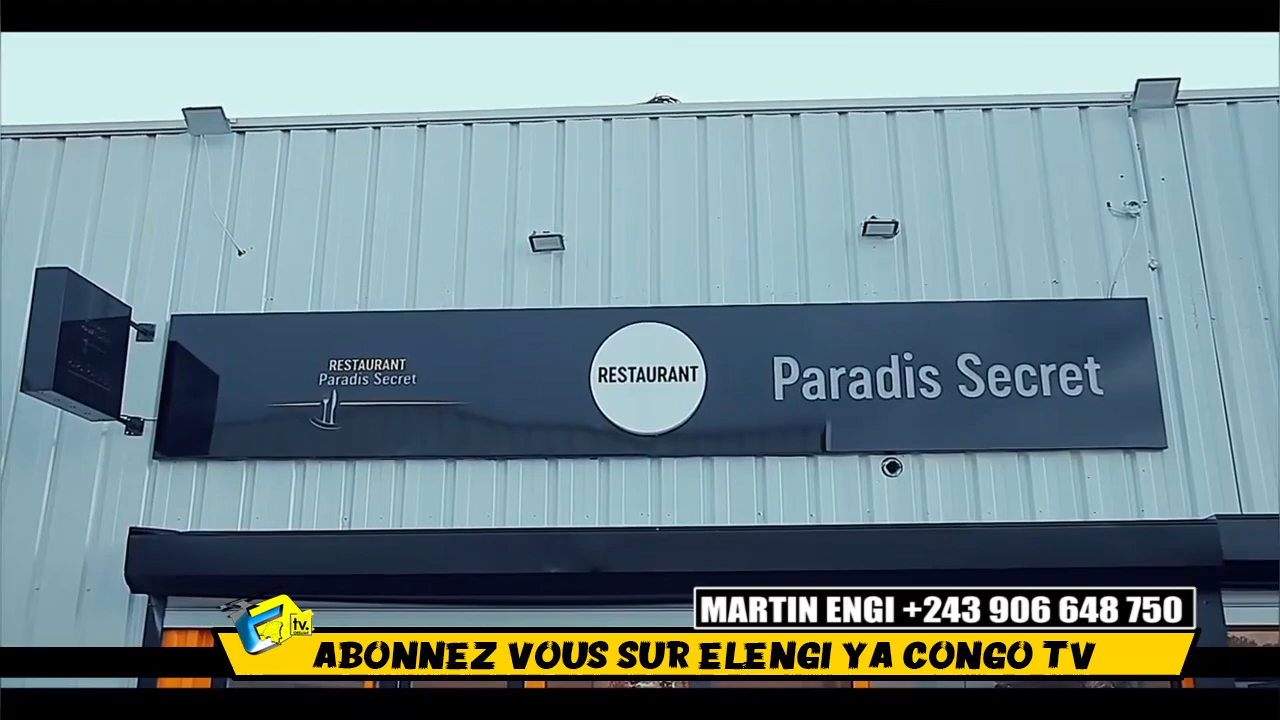 RESTAURANT
Paradis Secret
RESTAURANT
Paradis Secret
MARTIN ENGI +243 906 648 750
tv.
ABONNEZ VOUS SUR ELENGI YA CONGO TV